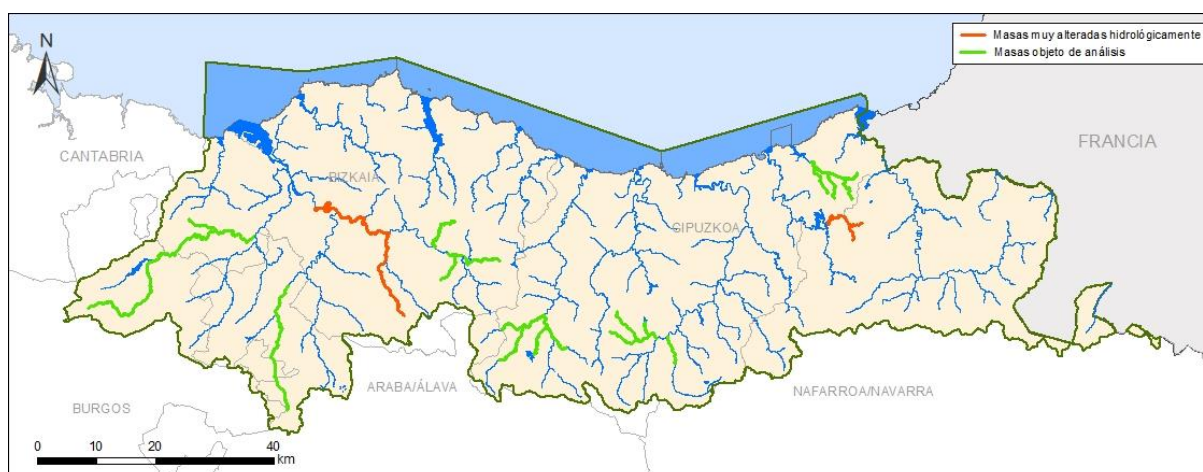 N
Masas muy alteradas hidrológicamente
Masas objeto de análisis
CANTABRIA
FRANCIA
BIZKAIA
GIPUZKOA
ARABA/ÁLAVA
NAFARROA/NAVARRA
BURGOS
0 10 20 40
km